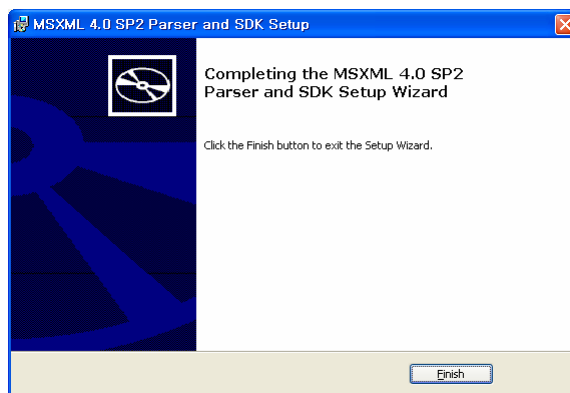 MSXML 4.0 SP2 Parser and SDK Setup
Completing the MSXML 4.0 SP2
Parser and SDK Setup Wizard
Click the Finish button to exit the Setup Wizard.
Finish